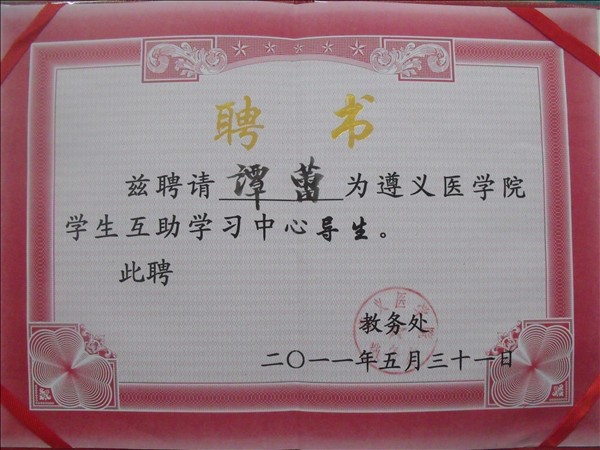 聘书
兹聘请 譚蕾 为遵义医学院
学生互助学习中心导生。
此聘
教务处
二〇一一年五月三十一日